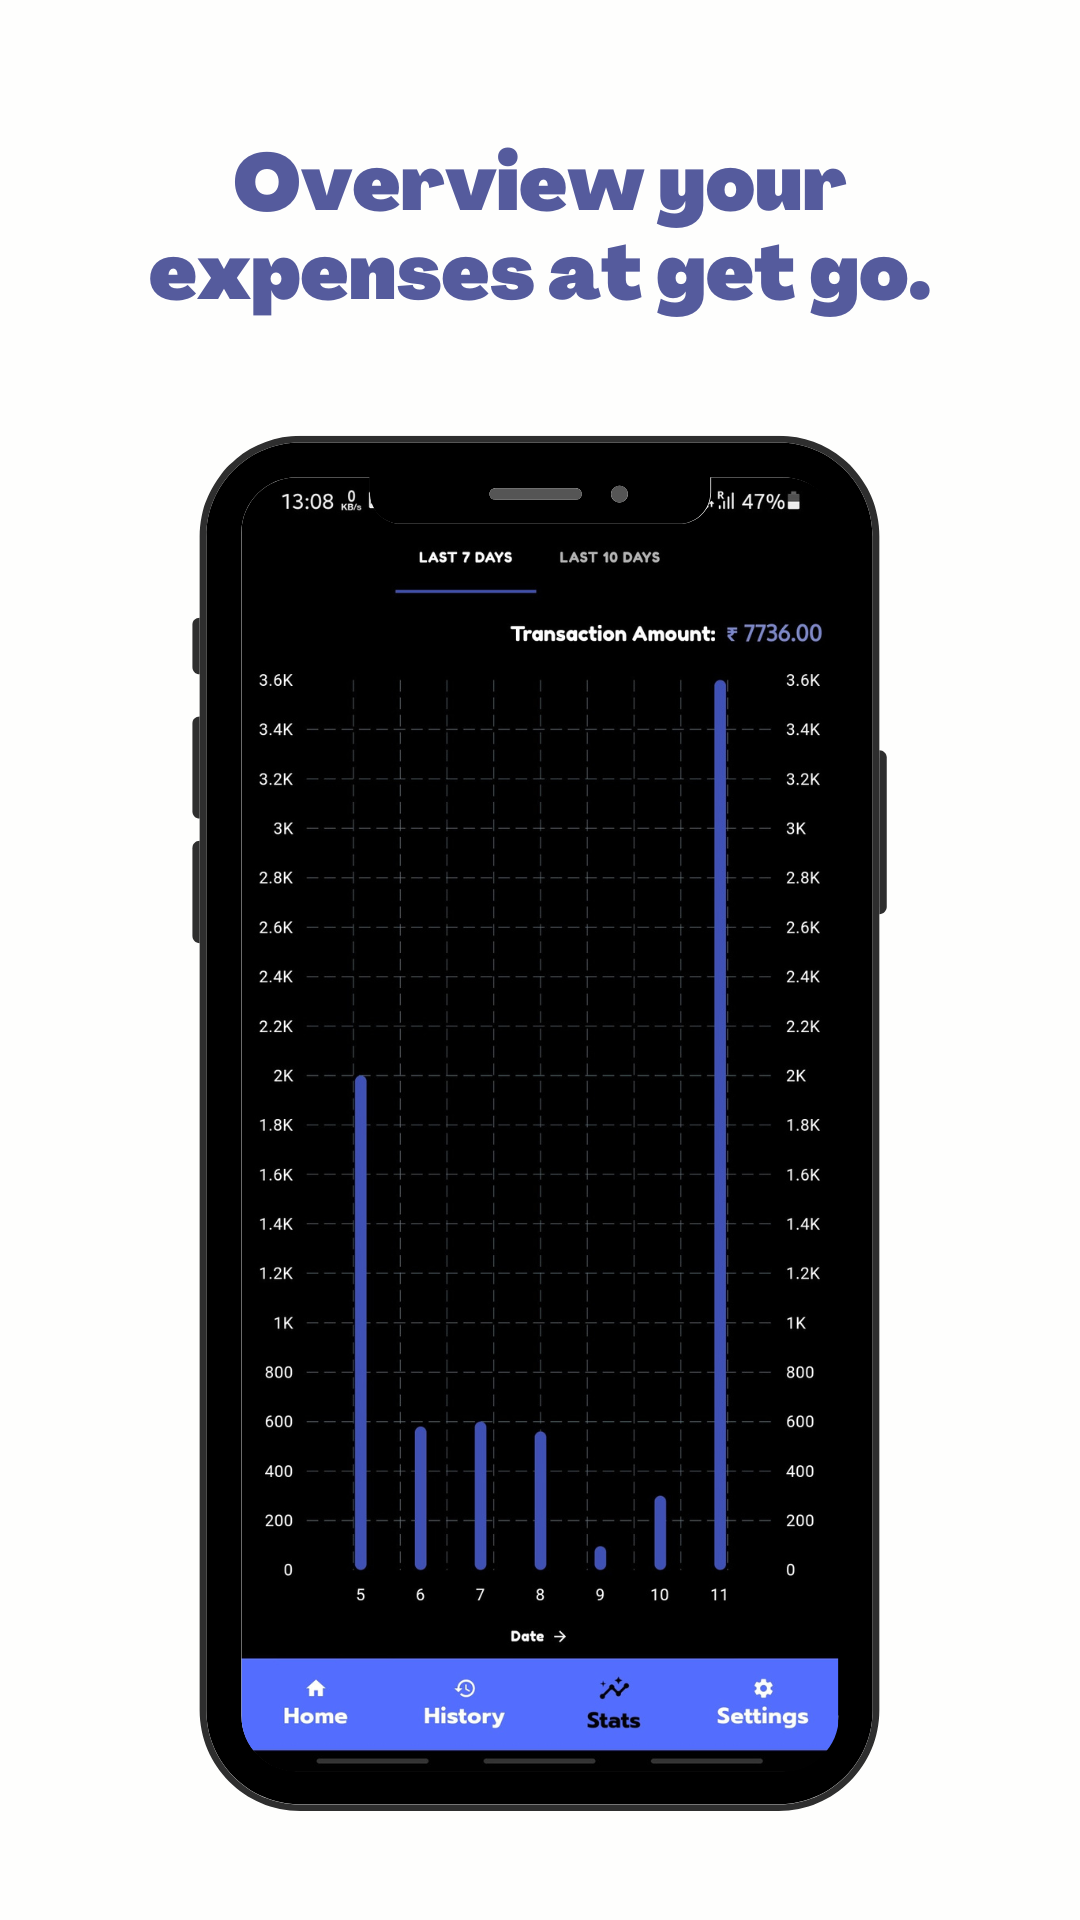 Overview your
expenses at get go.
13:08 0 KB/s R 47%
LAST 7 DAYS LAST 10 DAYS
Transaction Amount: ₹ 7736.00
3.6K 3.6K
3.4K 3.4K
3.2K 3.2K
3K 3K
2.8K 2.8K
2.6K 2.6K
2.4K 2.4K
2.2K 2.2K
2K 2K
1.8K 1.8K
1.6K 1.6K
1.4K 1.4K
1.2K 1.2K
1K 1K
800 800
600 600
400 400
200 200
0 0
5 6 7 8 9 10 11
Date →
Home History Stats Settings